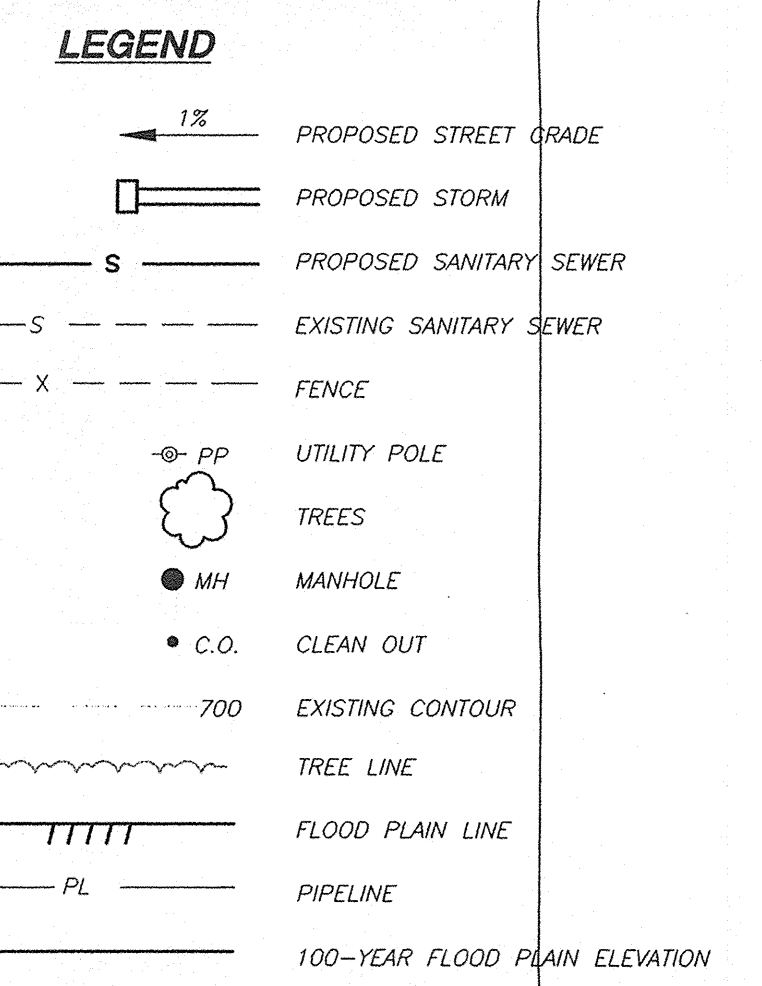 LEGEND
1% PROPOSED STREET GRADE
PROPOSED STORM
S PROPOSED SANITARY SEWER
S EXISTING SANITARY SEWER
X FENCE
PP UTILITY POLE
TREES
MH MANHOLE
C.O. CLEAN OUT
700 EXISTING CONTOUR
TREE LINE
FLOOD PLAIN LINE
PL PIPELINE
100-YEAR FLOOD PLAIN ELEVATION